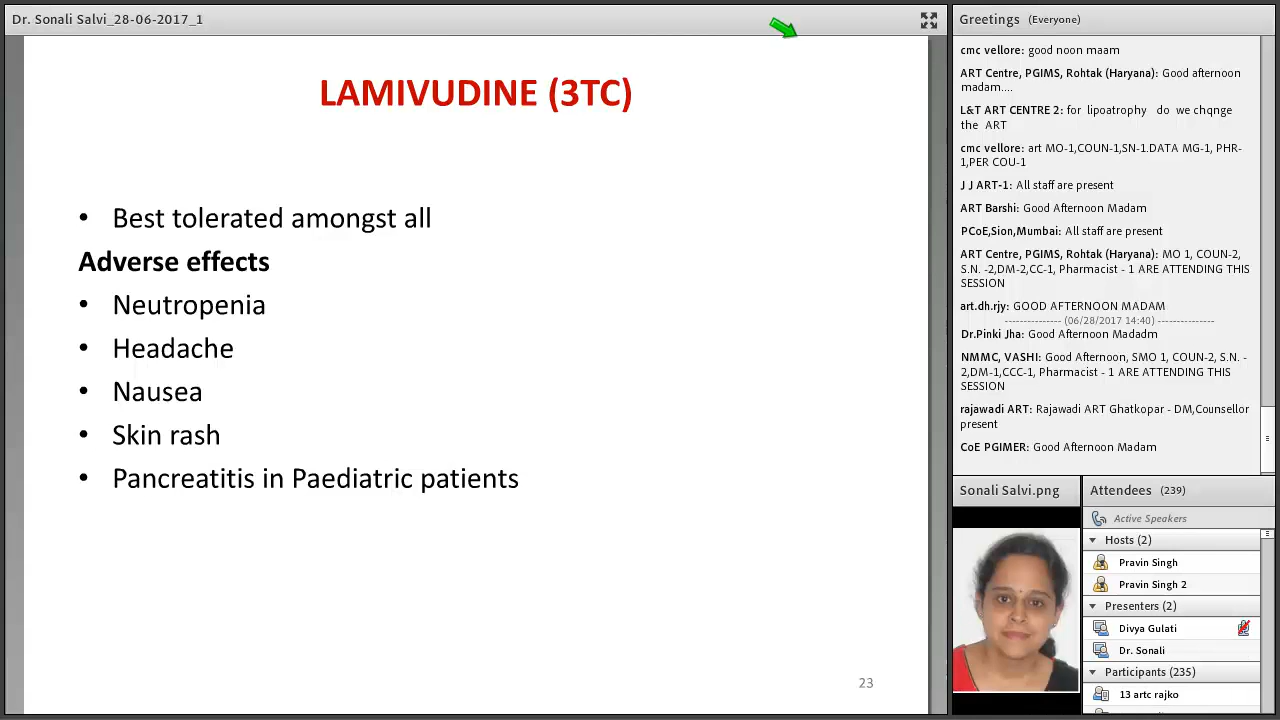 Dr. Sonali Salvi_28-06-2017_1
LAMIVUDINE (3TC)
• Best tolerated amongst all
Adverse effects
• Neutropenia
• Headache
• Nausea
• Skin rash
• Pancreatitis in Paediatric patients
23
Greetings (Everyone)
cmc vellore: good noon maam
ART Centre, PGIMS, Rohtak (Haryana): Good afternoon
madam....
L&T ART CENTRE 2: for lipoatrophy do we chqnge
the ART
cmc vellore: art MO-1,COUN-1,SN-1.DATA MG-1, PHR-
1,PER COU-1
J J ART-1: All staff are present
ART Barshi: Good Afternoon Madam
PCoE,Sion,Mumbai: All staff are present
ART Centre, PGIMS, Rohtak (Haryana): MO 1, COUN-2,
S.N. -2,DM-2,CC-1, Pharmacist - 1 ARE ATTENDING THIS
SESSION
art.dh.rjy: GOOD AFTERNOON MADAM
--------------- (06/28/2017 14:40) ---------------
Dr.Pinki Jha: Good Afternoon Madadm
NMMC, VASHI: Good Afternoon, SMO 1, COUN-2, S.N. -
2,DM-1,CCC-1, Pharmacist - 1 ARE ATTENDING THIS
SESSION
rajawadi ART: Rajawadi ART Ghatkopar - DM,Counsellor
present
CoE PGIMER: Good Afternoon Madam
Sonali Salvi.png
Attendees (239)
Active Speakers
Hosts (2)
Pravin Singh
Pravin Singh 2
Presenters (2)
Divya Gulati
Dr. Sonali
Participants (235)
13 artc rajko